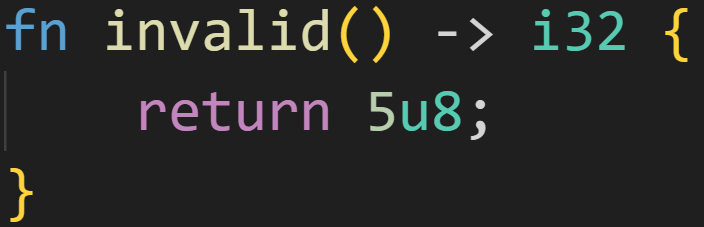 fn invalid() -> i32 {
    return 5u8;
}